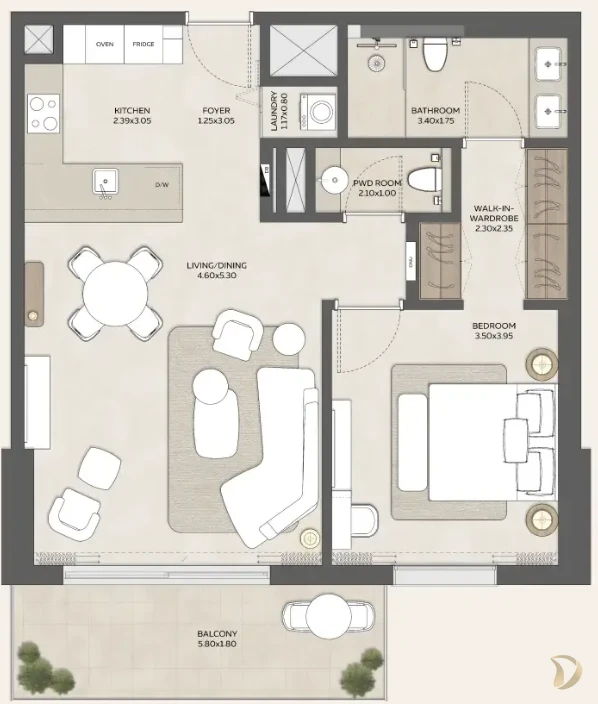 OVEN
FRIDGE
KITCHEN
2.39x3.05
FOYER
1.25x3.05
LAUNDRY
1.17x0.80
BATHROOM
3.40x1.75
D/W
PWD ROOM
2.10x1.00
WALK-IN-
WARDROBE
2.30x2.35
LIVING/DINING
4.60x5.30
BEDROOM
3.50x3.95
BALCONY
5.80x1.80